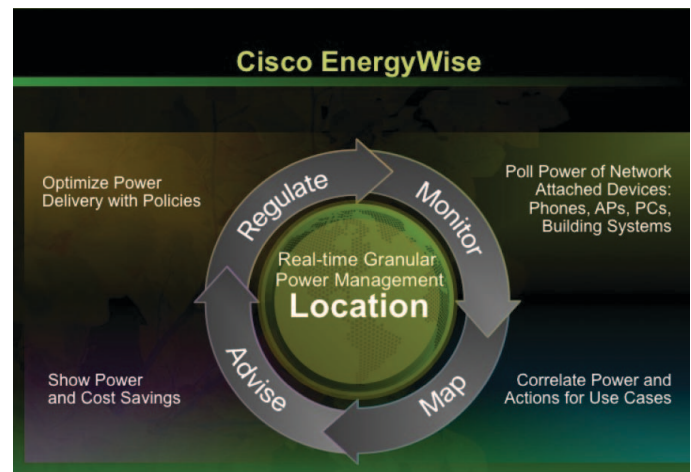 Cisco EnergyWise
Optimize Power
Delivery with Policies
Regulate
Monitor
Poll Power of Network
Attached Devices:
Phones, APs, PCs,
Building Systems
Real-time Granular
Power Management
Location
Show Power
and Cost Savings
Advise
Map
Correlate Power and
Actions for Use Cases